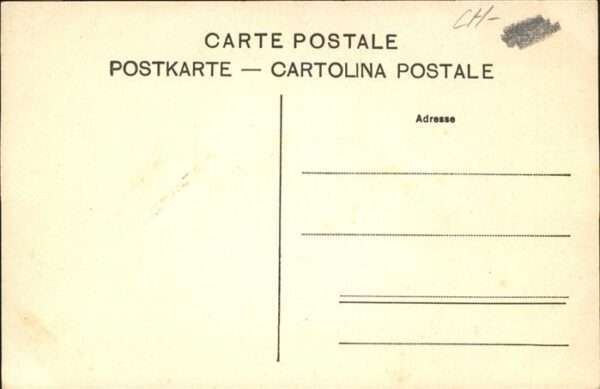 CH-
CARTE POSTALE
POSTKARTE — CARTOLINA POSTALE
Adresse